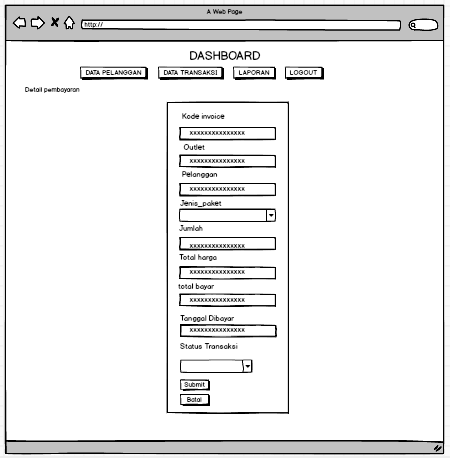 A Web Page
http://
DASHBOARD
DATA PELANGGAN DATA TRANSAKSI LAPORAN LOGOUT
Detail pembayaran
Kode invoice
XXXXXXXXXXXXXXX
Outlet
XXXXXXXXXXXXXXX
Pelanggan
XXXXXXXXXXXXXXX
Jenis_paket
Jumlah
XXXXXXXXXXXXXXX
Total harga
XXXXXXXXXXXXXXX
total bayar
XXXXXXXXXXXXXXX
Tanggal Dibayar
XXXXXXXXXXXXXXX
Status Transaksi
Submit
Batal